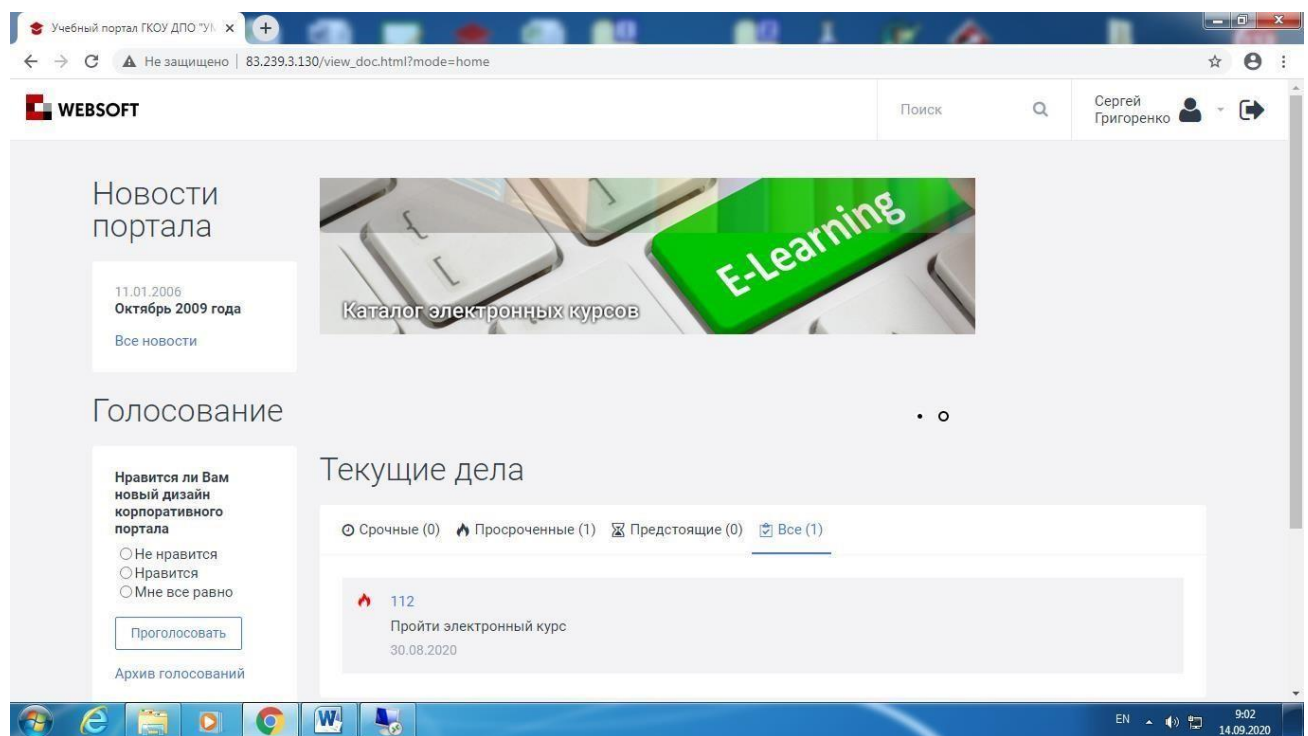 Учебный портал ГКОУ ДПО "УМ
Не защищено | 83.239.3.130/view_doc.html?mode=home
WEBSOFT
Поиск
Сергей
Григоренко
Новости
портала
11.01.2006
Октябрь 2009 года
Все новости
E-Learning
Каталог электронных курсов
Голосование
Нравится ли Вам
новый дизайн
корпоративного
портала
Не нравится
Нравится
Мне все равно
Проголосовать
Архив голосований
Текущие дела
Срочные (0) Просроченные (1) Предстоящие (0) Все (1)
112
Пройти электронный курс
30.08.2020
EN
9:02
14.09.2020